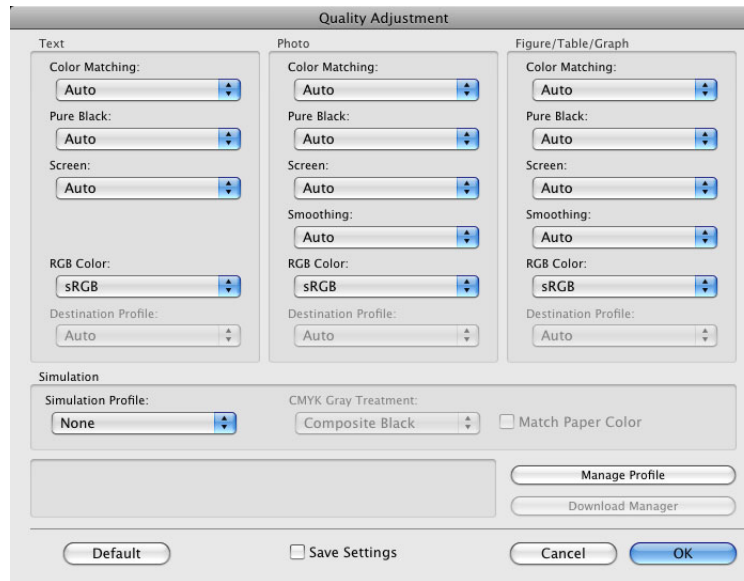 Quality Adjustment
Text
Color Matching:
Auto
Pure Black:
Auto
Screen:
Auto
RGB Color:
sRGB
Destination Profile:
Auto
Photo
Color Matching:
Auto
Pure Black:
Auto
Screen:
Auto
Smoothing:
Auto
RGB Color:
sRGB
Destination Profile:
Auto
Figure/Table/Graph
Color Matching:
Auto
Pure Black:
Auto
Screen:
Auto
Smoothing:
Auto
RGB Color:
sRGB
Destination Profile:
Auto
Simulation
Simulation Profile:
None
CMYK Gray Treatment:
Composite Black
Match Paper Color
Manage Profile
Download Manager
Default
Save Settings
Cancel
OK